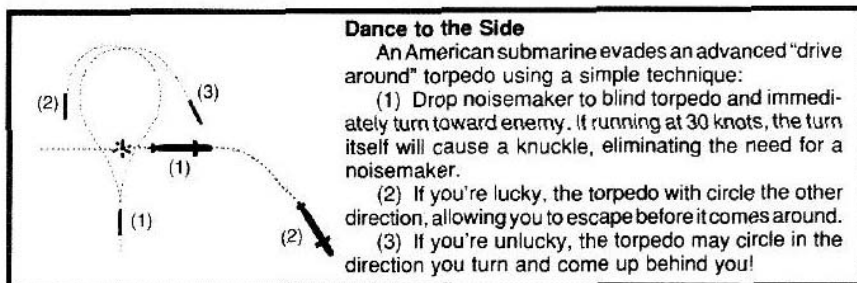 Dance to the Side
An American submarine evades an advanced "drive
around" torpedo using a simple technique:
(1) Drop noisemaker to blind torpedo and immedi-
ately turn toward enemy. If running at 30 knots, the turn
itself will cause a knuckle, eliminating the need for a
noisemaker.
(2) If you're lucky, the torpedo with circle the other
direction, allowing you to escape before it comes around.
(3) If you're unlucky, the torpedo may circle in the
direction you turn and come up behind you!
(2)
(3)
(1)
(1)
(2)